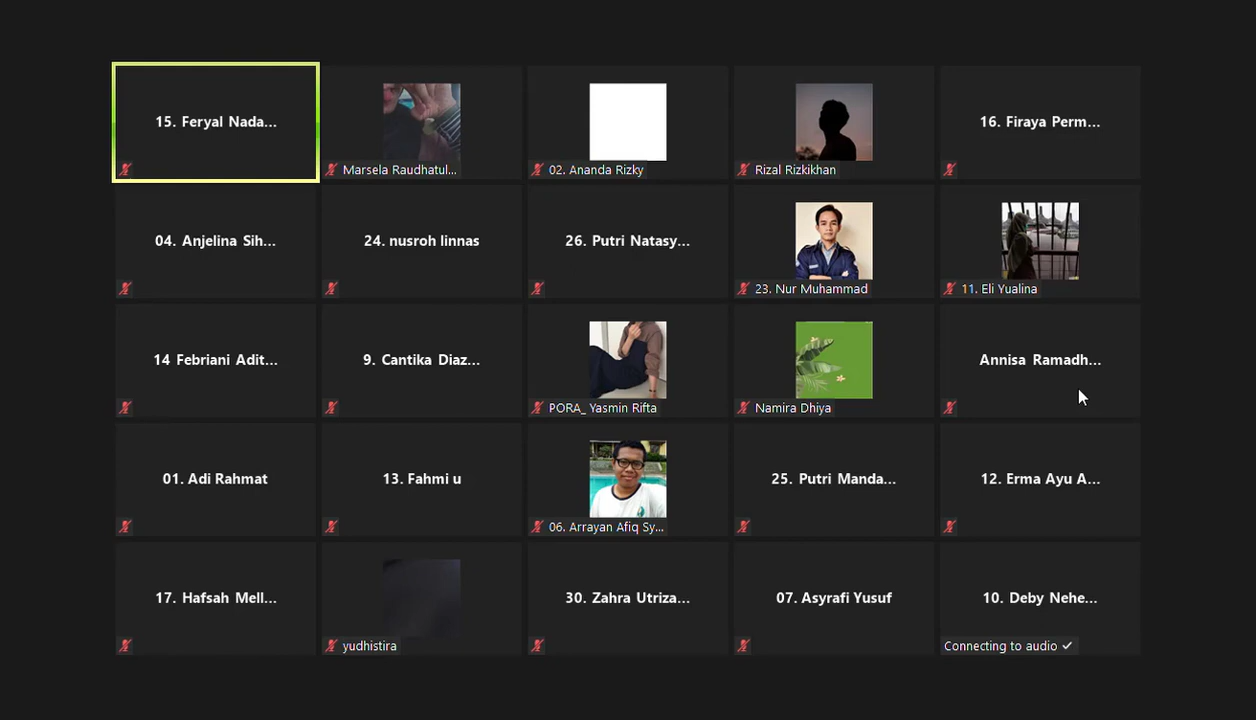 15. Feryal Nada...
Marsela Raudhatul...
02. Ananda Rizky
Rizal Rizkikhan
16. Firaya Perm...
04. Anjelina Sih...
24. nusroh linnas
26. Putri Natasy...
23. Nur Muhammad
11. Eli Yualina
14 Febriani Adit...
9. Cantika Diaz...
PORA_ Yasmin Rifta
Namira Dhiya
Annisa Ramadh...
01. Adi Rahmat
13. Fahmi u
06. Arrayan Afiq Sy...
25. Putri Manda...
12. Erma Ayu A...
17. Hafsah Mell...
yudhistira
30. Zahra Utriza...
07. Asyrafi Yusuf
10. Deby Nehe...
Connecting to audio ✓